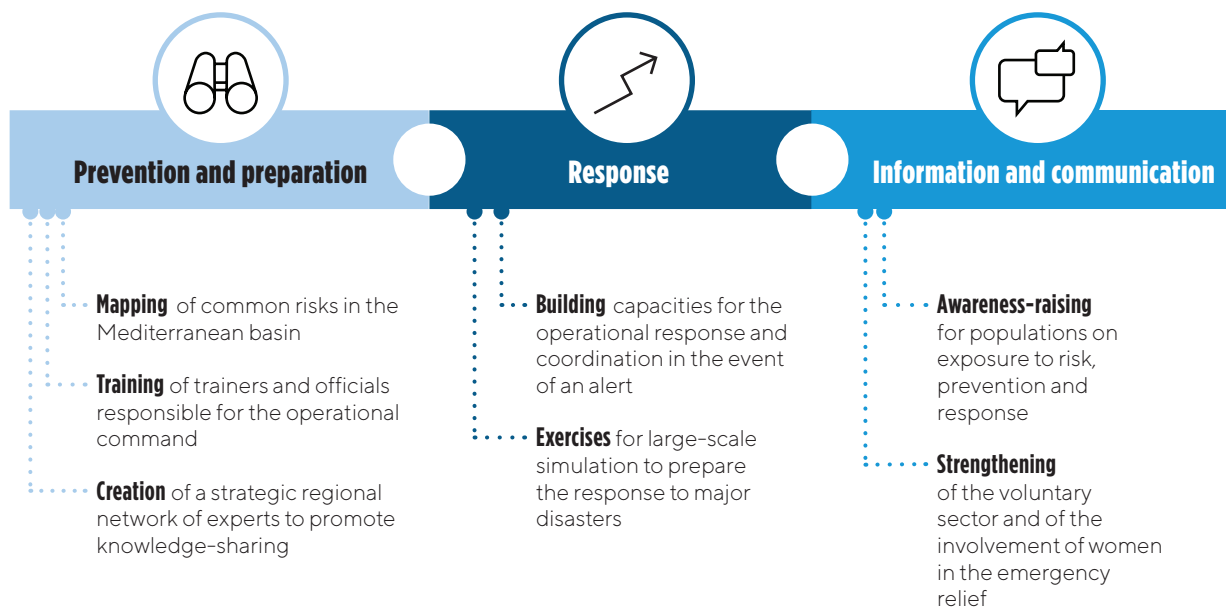 Prevention and preparation
Mapping of common risks in the
Mediterranean basin
Training of trainers and officials
responsible for the operational
command
Creation of a strategic regional
network of experts to promote
knowledge-sharing
Response
Building capacities for the
operational response and
coordination in the event
of an alert
Exercises for large-scale
simulation to prepare
the response to major
disasters
Information and communication
Awareness-raising
for populations on
exposure to risk,
prevention and
response
Strengthening
of the voluntary
sector and of the
involvement of women
in the emergency
relief